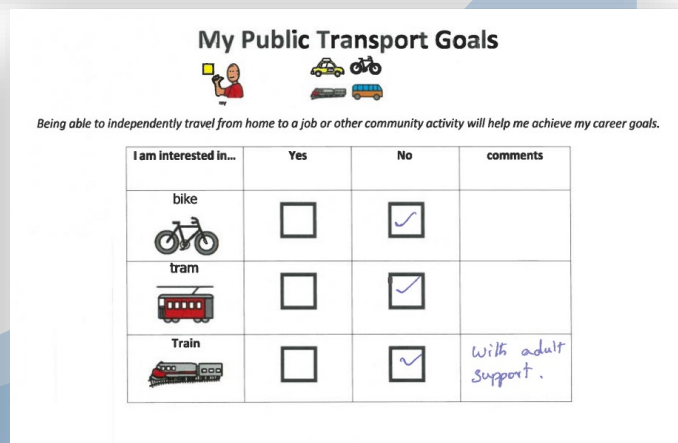 My Public Transport Goals
my
Being able to independently travel from home to a job or other community activity will help me achieve my career goals.
I am interested in... Yes No comments
bike
tram
Train
With adult
support.